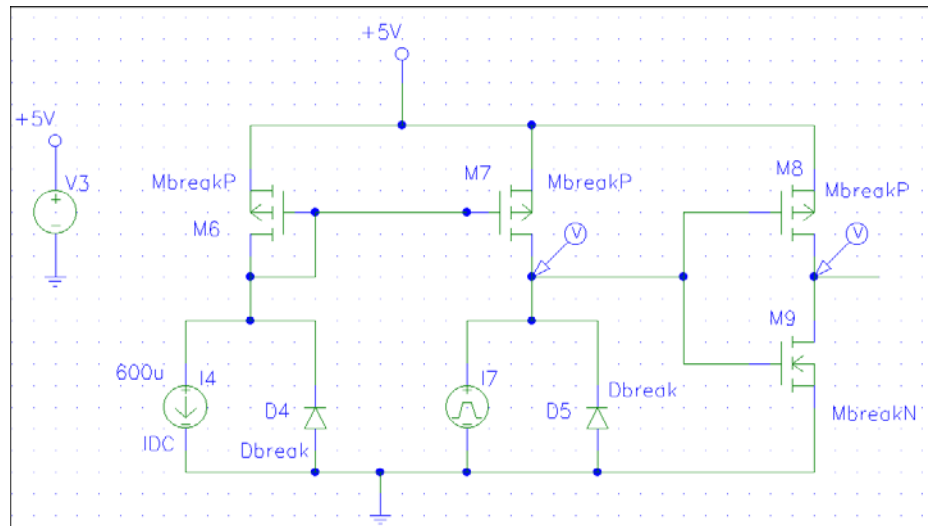 +5V
+5V
V3
MbreakP
M6
M7
MbreakP
M8
MbreakP
V
V
M9
MbreakN
600u
I4
IDC
D4
Dbreak
I7
D5
Dbreak